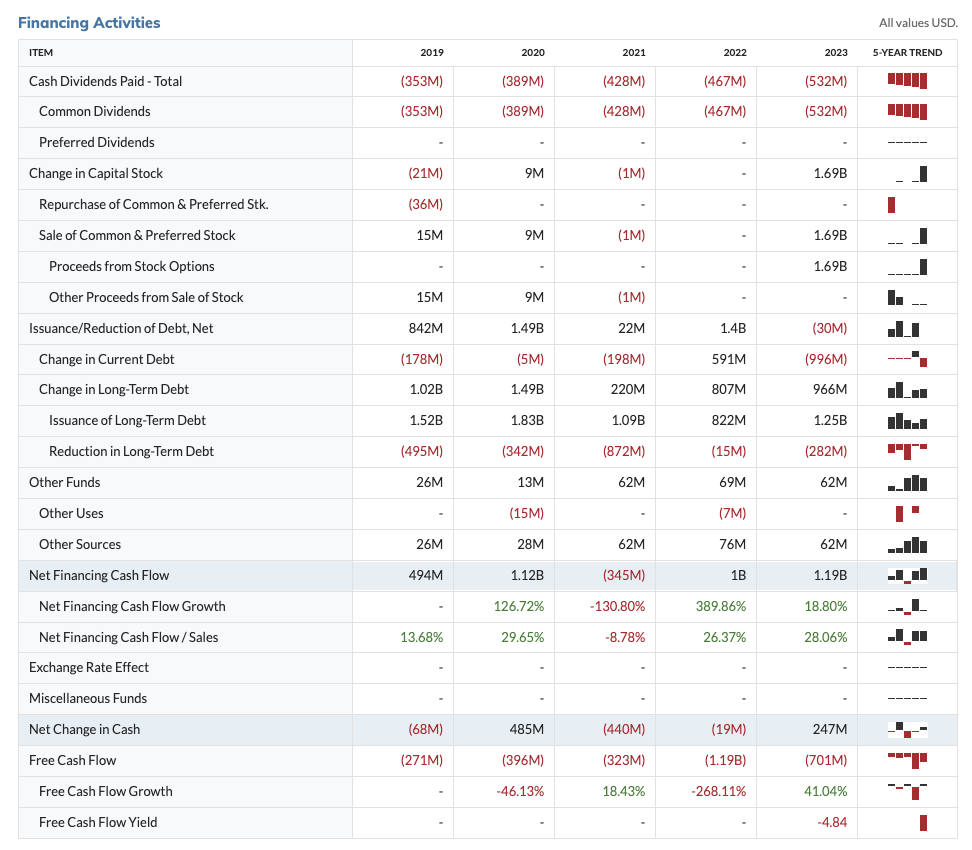 Financing Activities All values USD.
ITEM 2019 2020 2021 2022 2023 5-YEAR TREND
Cash Dividends Paid - Total (353M) (389M) (428M) (467M) (532M)
Common Dividends (353M) (389M) (428M) (467M) (532M)
Preferred Dividends - - - - -
Change in Capital Stock (21M) 9M (1M) - 1.69B
Repurchase of Common & Preferred Stk. (36M) - - - -
Sale of Common & Preferred Stock 15M 9M (1M) - 1.69B
Proceeds from Stock Options - - - - 1.69B
Other Proceeds from Sale of Stock 15M 9M (1M) - -
Issuance/Reduction of Debt, Net 842M 1.49B 22M 1.4B (30M)
Change in Current Debt (178M) (5M) (198M) 591M (996M)
Change in Long-Term Debt 1.02B 1.49B 220M 807M 966M
Issuance of Long-Term Debt 1.52B 1.83B 1.09B 822M 1.25B
Reduction in Long-Term Debt (495M) (342M) (872M) (15M) (282M)
Other Funds 26M 13M 62M 69M 62M
Other Uses - (15M) - (7M) -
Other Sources 26M 28M 62M 76M 62M
Net Financing Cash Flow 494M 1.12B (345M) 1B 1.19B
Net Financing Cash Flow Growth - 126.72% -130.80% 389.86% 18.80%
Net Financing Cash Flow / Sales 13.68% 29.65% -8.78% 26.37% 28.06%
Exchange Rate Effect - - - - -
Miscellaneous Funds - - - - -
Net Change in Cash (68M) 485M (440M) (19M) 247M
Free Cash Flow (271M) (396M) (323M) (1.19B) (701M)
Free Cash Flow Growth - -46.13% 18.43% -268.11% 41.04%
Free Cash Flow Yield - - - - -4.84